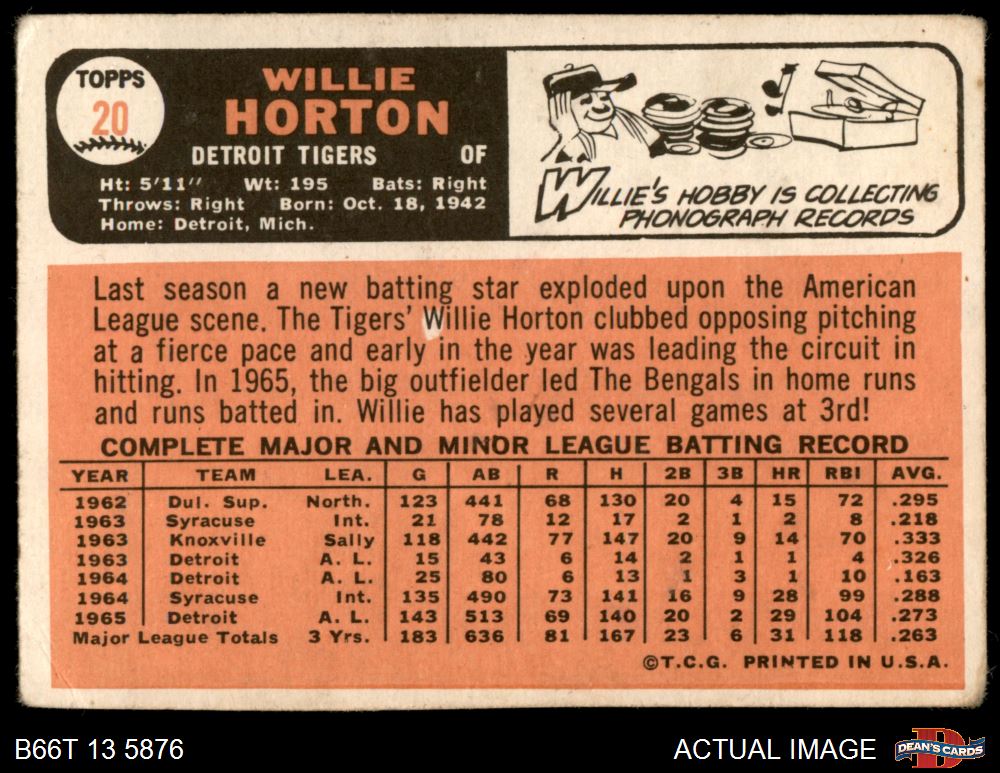 TOPPS
20
WILLIE
HORTON
DETROIT TIGERS OF
Ht: 5'11" Wt: 195 Bats: Right
Throws: Right Born: Oct. 18, 1942
Home: Detroit, Mich.
WILLIE'S HOBBY IS COLLECTING
PHONOGRAPH RECORDS
Last season a new batting star exploded upon the American
League scene. The Tigers' Willie Horton clubbed opposing pitching
at a fierce pace and early in the year was leading the circuit in
hitting. In 1965, the big outfielder led The Bengals in home runs
and runs batted in. Willie has played several games at 3rd!
COMPLETE MAJOR AND MINOR LEAGUE BATTING RECORD
YEAR TEAM LEA. G AB R H 2B 3B HR RBI AVG.
1962 Dul. Sup. North. 123 441 68 130 20 4 15 72 .295
1963 Syracuse Int. 21 78 12 17 2 1 2 8 .218
1963 Knoxville Sally 118 442 77 147 20 9 14 70 .333
1963 Detroit A. L. 15 43 6 14 2 1 1 4 .326
1964 Detroit A. L. 25 80 6 13 1 3 1 10 .163
1964 Syracuse Int. 135 490 73 141 16 9 28 99 .288
1965 Detroit A. L. 143 513 69 140 20 2 29 104 .273
Major League Totals 3 Yrs. 183 636 81 167 23 6 31 118 .263
©T.C.G. PRINTED IN U.S.A.
B66T 13 5876 ACTUAL IMAGE
DEAN'S CARDS